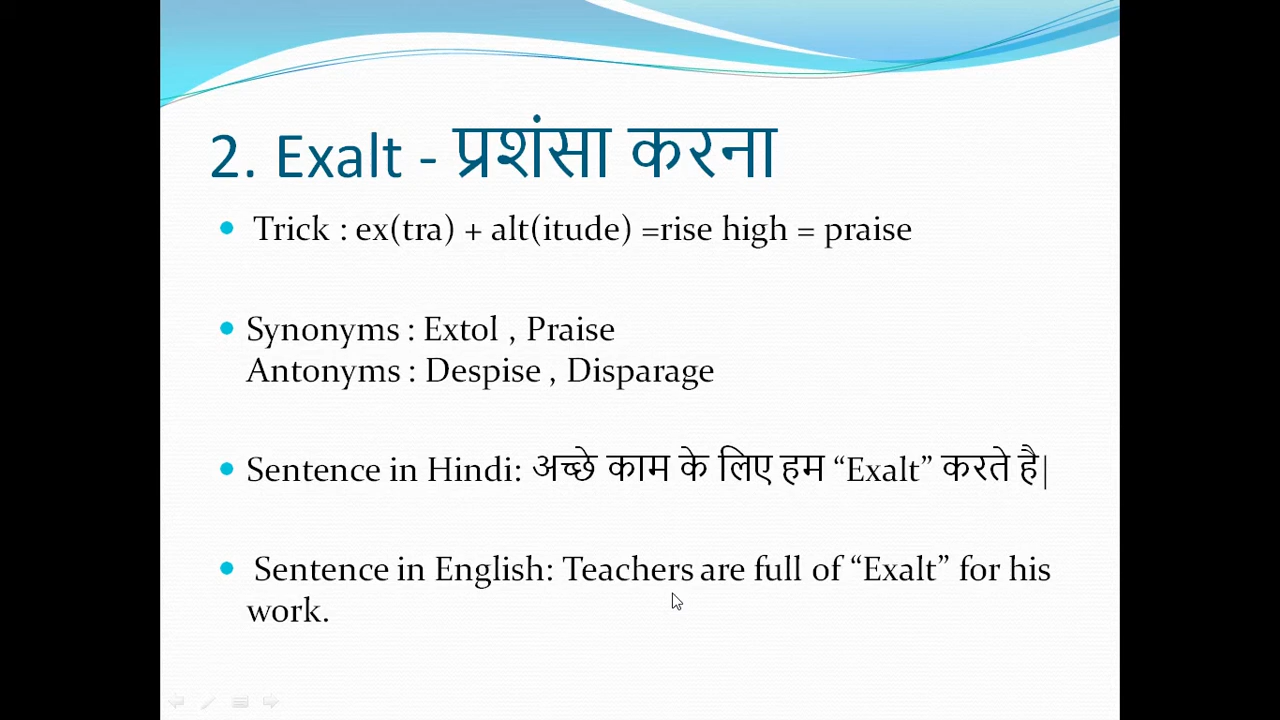 2. Exalt - प्रशंसा करना
Trick : ex(tra) + alt(itude) =rise high = praise
Synonyms : Extol , Praise
Antonyms : Despise , Disparage
Sentence in Hindi: अच्छे काम के लिए हम “Exalt” करते है|
Sentence in English: Teachers are full of “Exalt” for his
work.